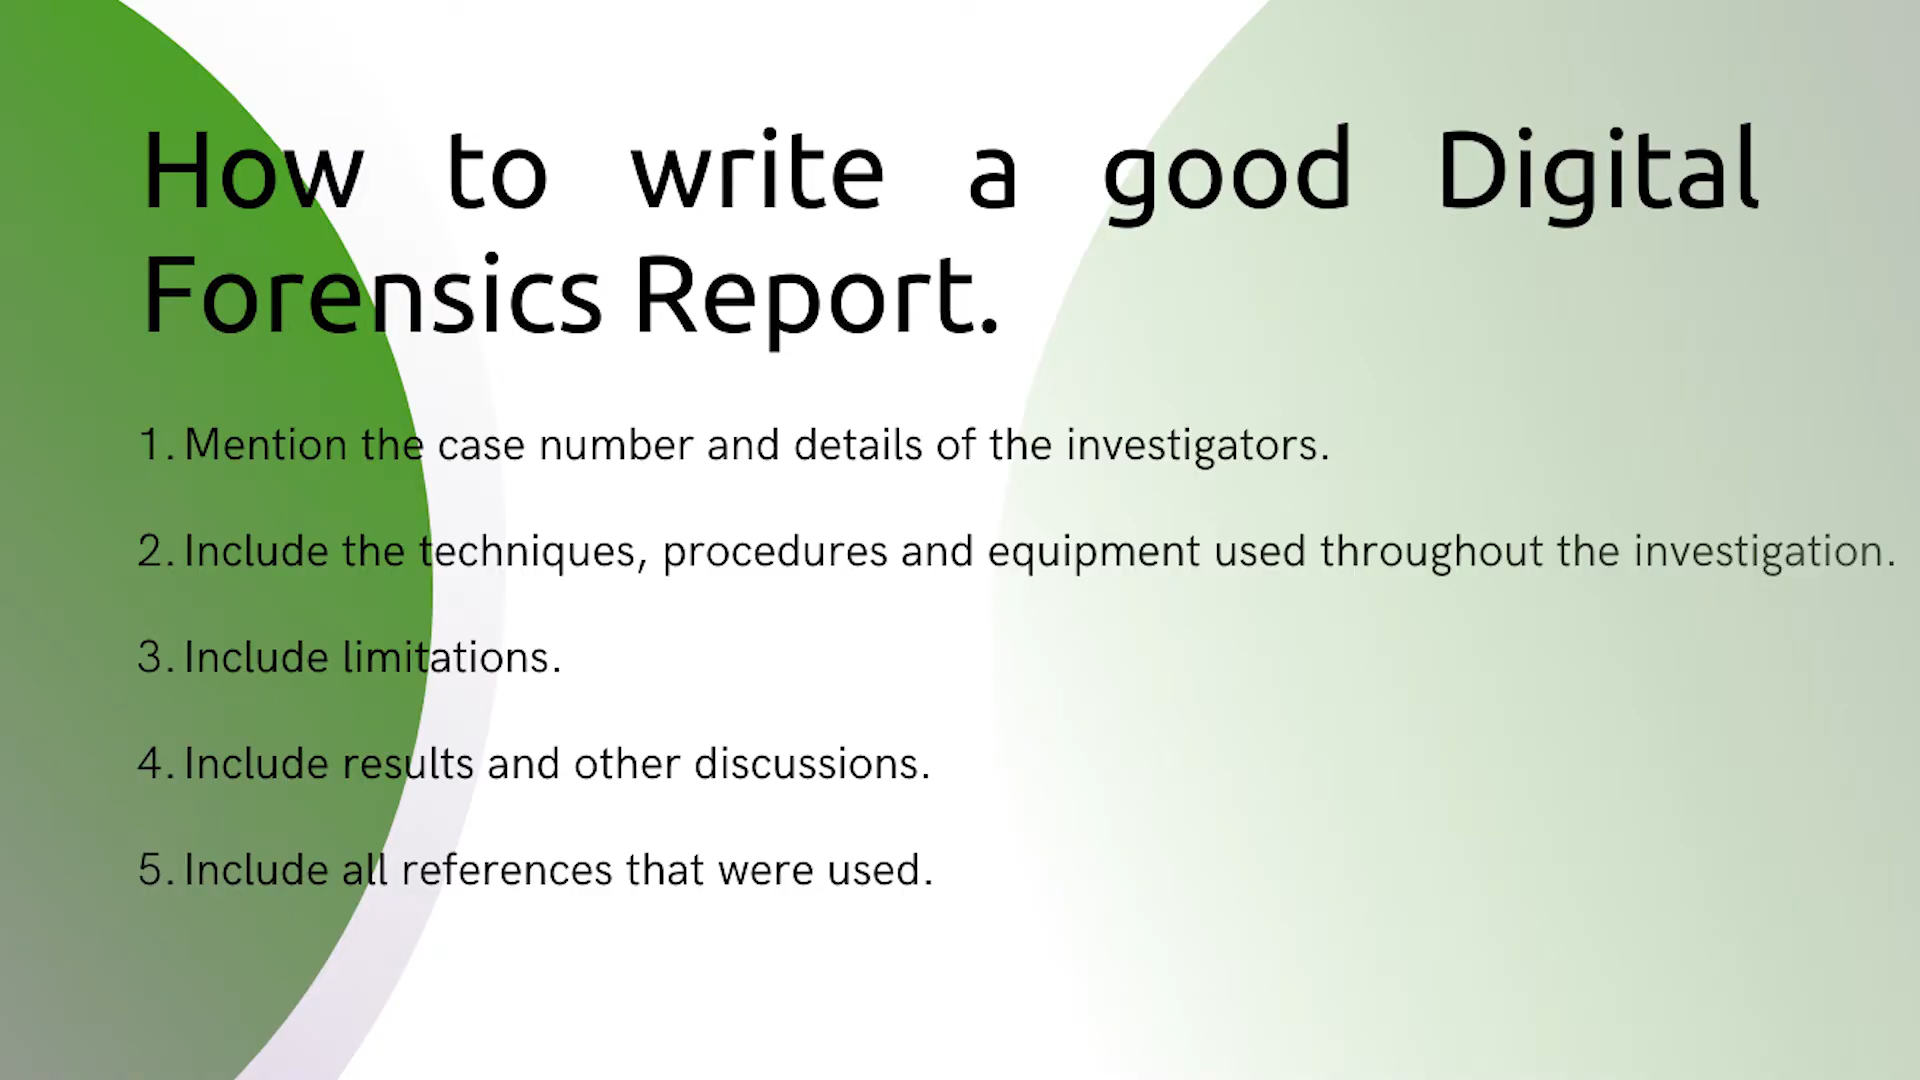 How to write a good Digital
Forensics Report.
1. Mention the case number and details of the investigators.
2. Include the techniques, procedures and equipment used throughout the investigation.
3. Include limitations.
4. Include results and other discussions.
5. Include all references that were used.